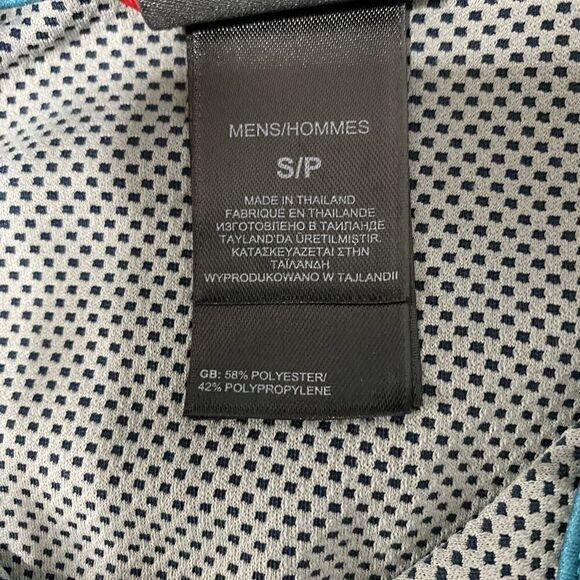 MENS/HOMMES
S/P
MADE IN THAILAND
FABRIQUÉ EN THAILANDE
ИЗГОТОВЛЕНО В ТАИЛАНДЕ
TAYLAND'DA ÜRETILMIŞTIR.
ΚΑΤΑΣΚΕΥΑΖΕΤΑΙ ΣΤΗΝ
ΤΑΪΛΑΝΔΗ
WYPRODUKOWANO W TAJLANDII
GB: 58% POLYESTER/
42% POLYPROPYLENE